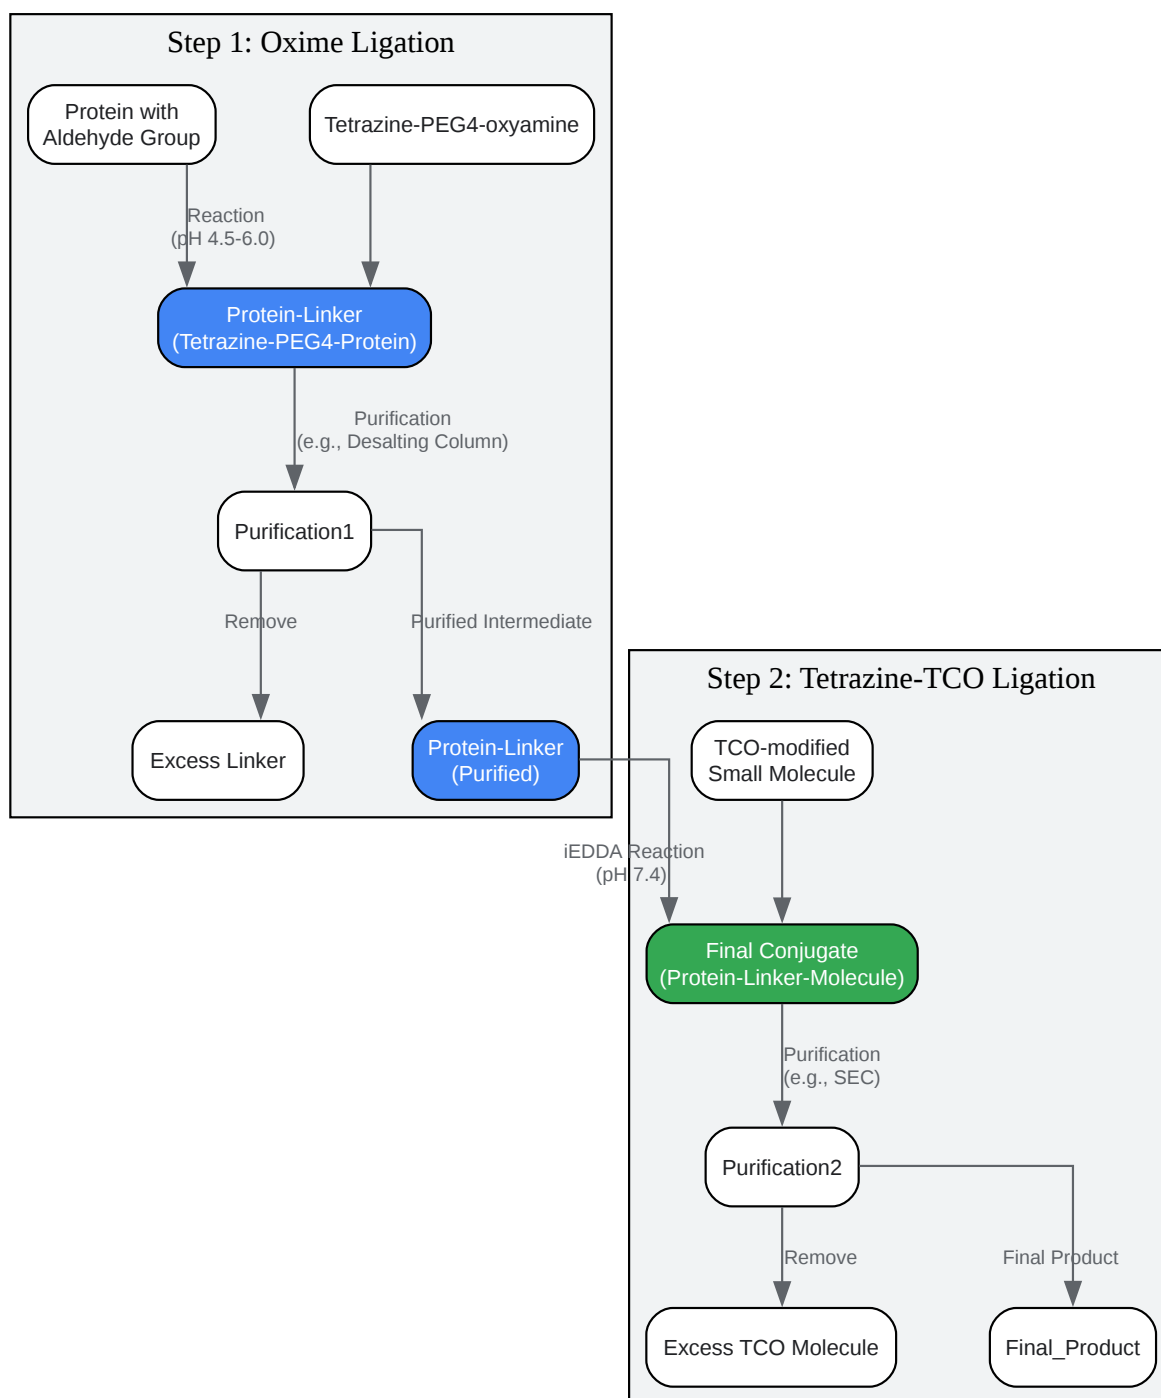 Step 1: Oxime Ligation
Protein with
Aldehyde Group
Tetrazine-PEG4-oxyamine
Reaction
(pH 4.5-6.0)
Protein-Linker
(Tetrazine-PEG4-Protein)
Purification
(e.g., Desalting Column)
Purification1
Remove
Purified Intermediate
Excess Linker
Protein-Linker
(Purified)
Step 2: Tetrazine-TCO Ligation
TCO-modified
Small Molecule
iEDDA Reaction
(pH 7.4)
Final Conjugate
(Protein-Linker-Molecule)
Purification
(e.g., SEC)
Purification2
Remove
Final Product
Excess TCO Molecule
Final_Product